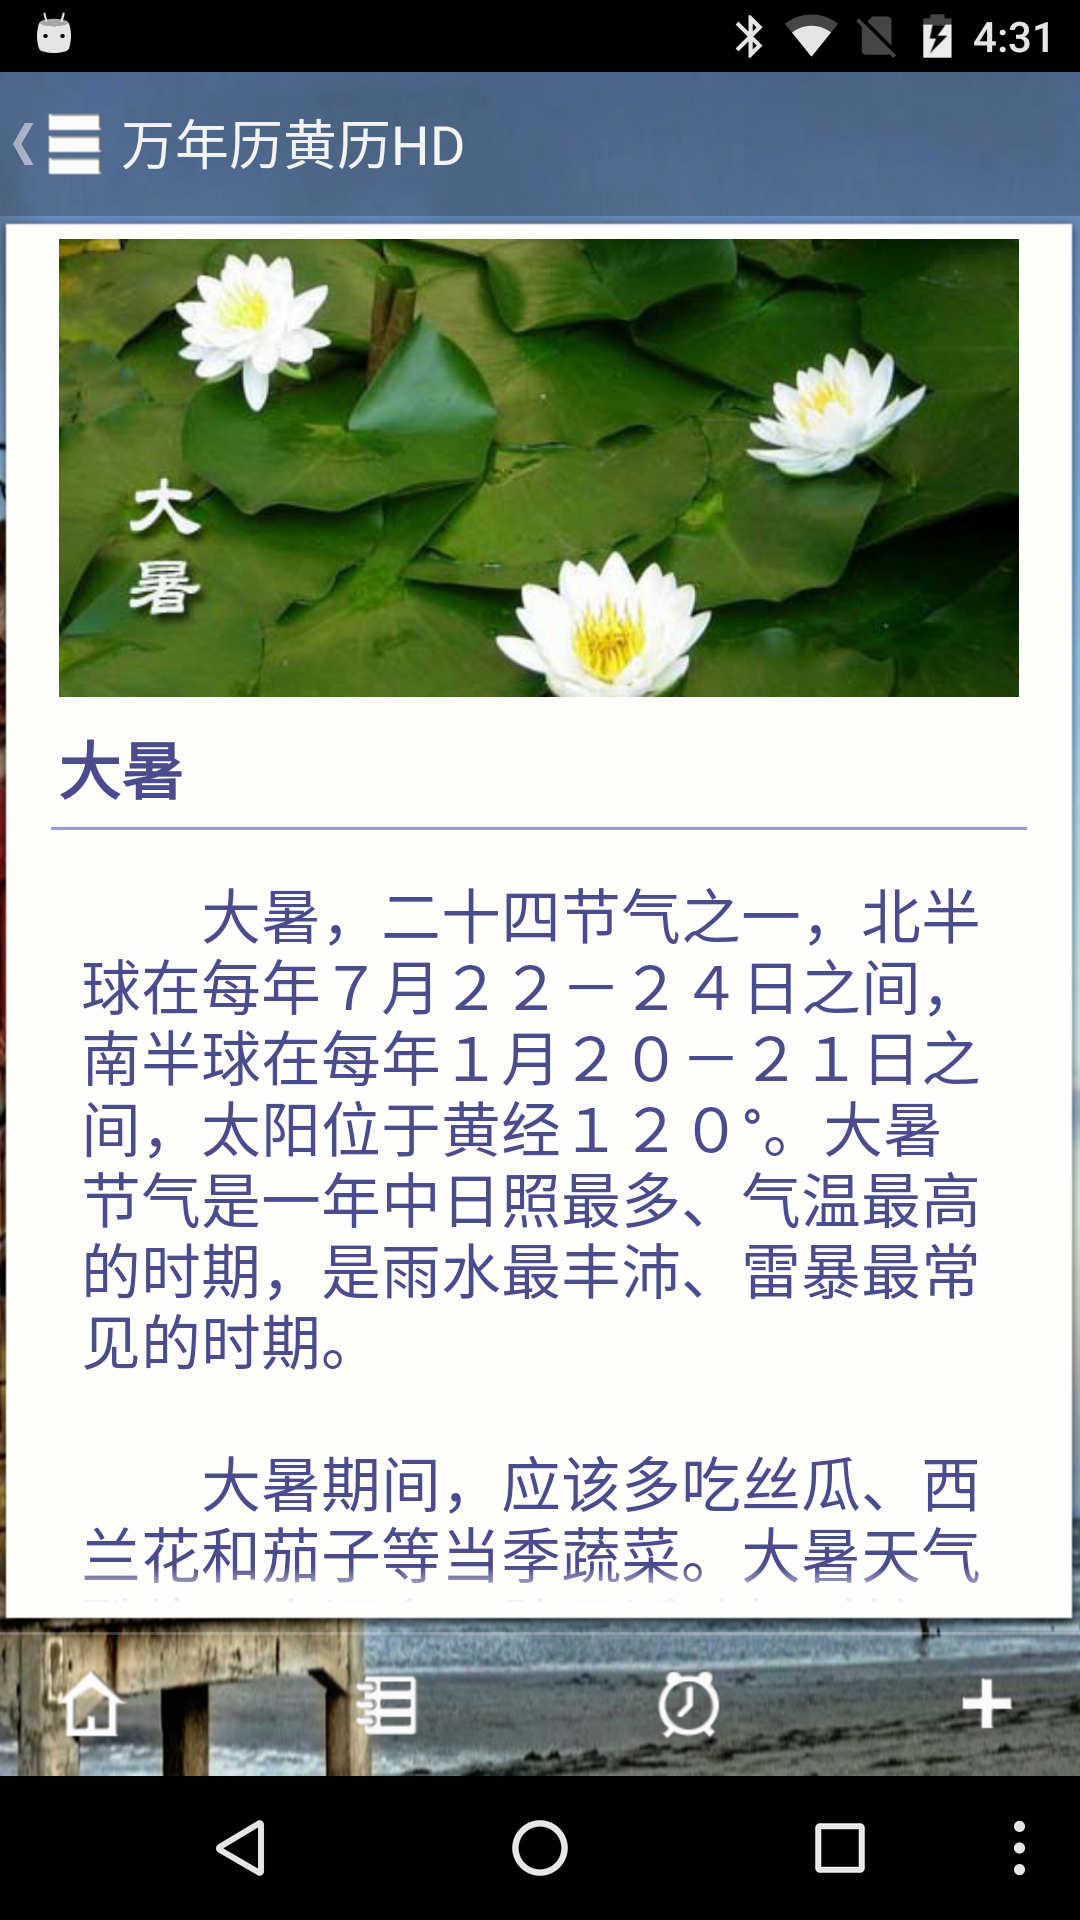 4:31
万年历黄历HD
大
暑
大暑
大暑，二十四节气之一，北半
球在每年７月２２－２４日之间，
南半球在每年１月２０－２１日之
间，太阳位于黄经１２０°。大暑
节气是一年中日照最多、气温最高
的时期，是雨水最丰沛、雷暴最常
见的时期。
大暑期间，应该多吃丝瓜、西
兰花和茄子等当季蔬菜。大暑天气